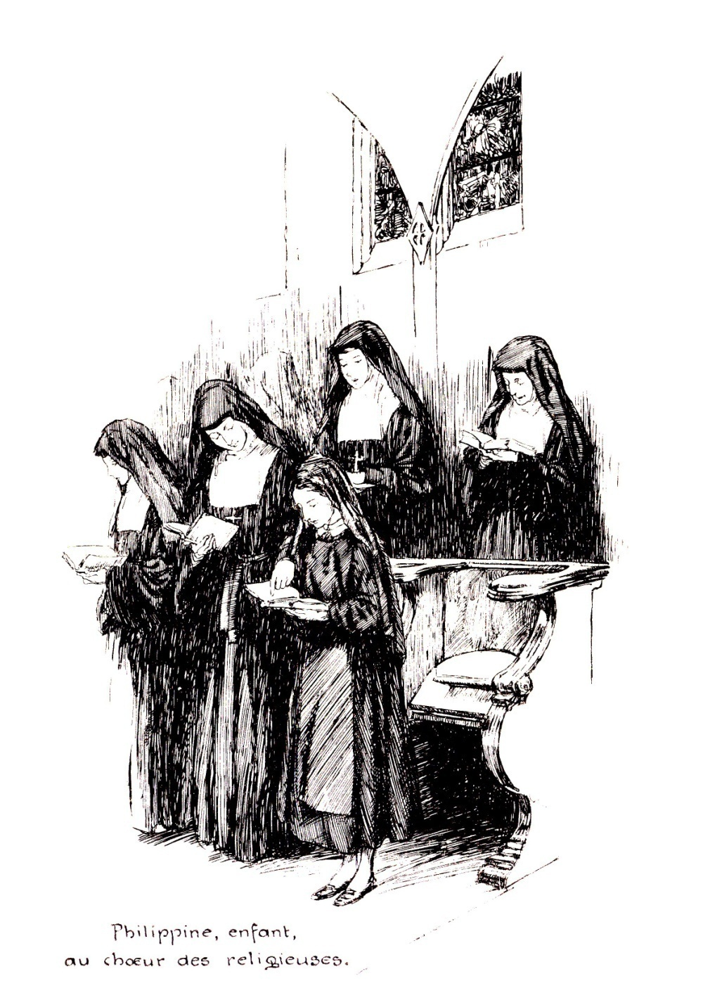 Philippine, enfant,
au chœur des religieuses.